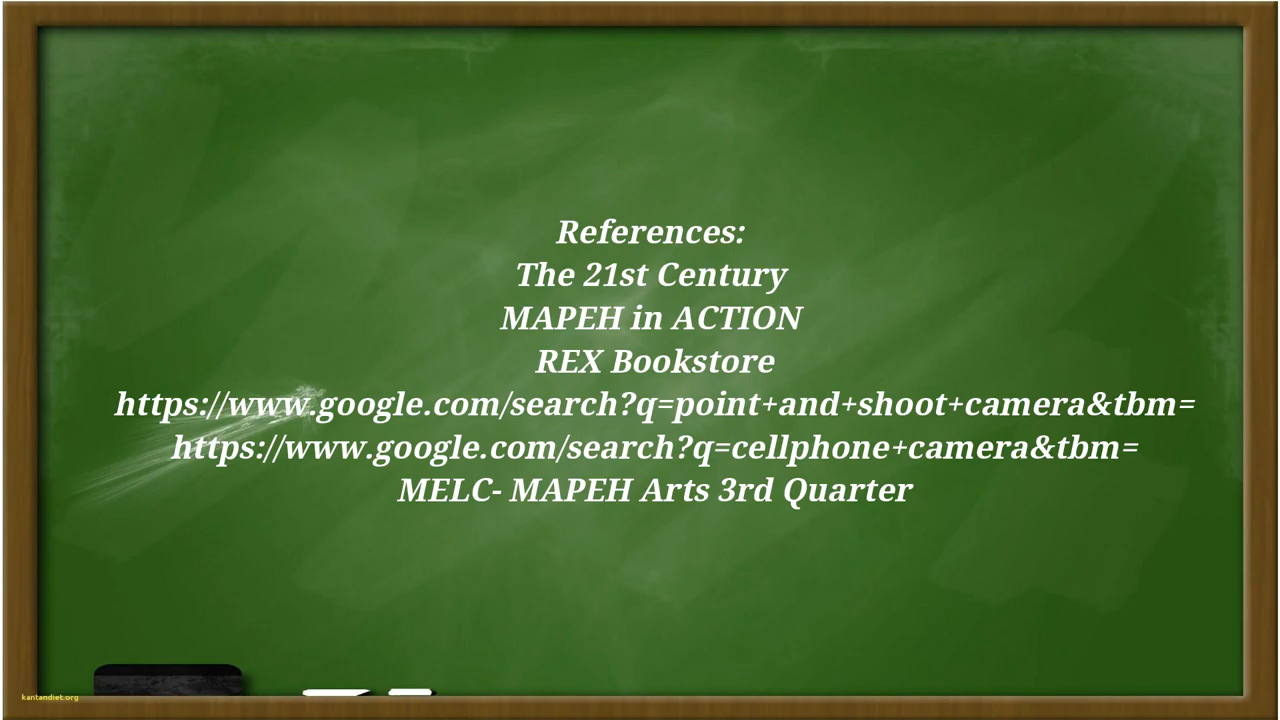 References:
The 21st Century
MAPEH in ACTION
REX Bookstore
https://www.google.com/search?q=point+and+shoot+camera&tbm=
https://www.google.com/search?q=cellphone+camera&tbm=
MELC- MAPEH Arts 3rd Quarter
kantandiet.org